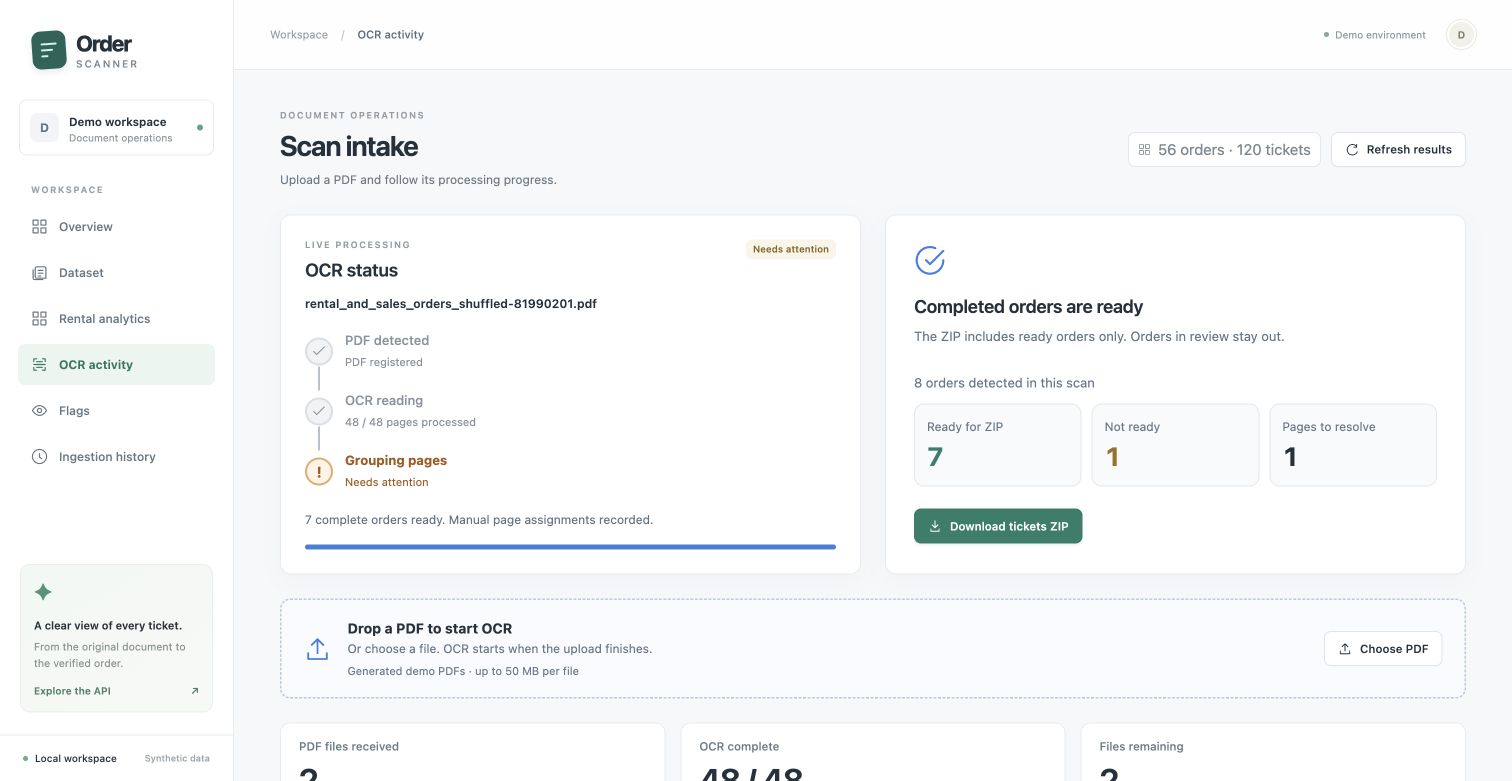 Order
SCANNER
D
Demo workspace
Document operations
WORKSPACE
Overview
Dataset
Rental analytics
OCR activity
Flags
Ingestion history
A clear view of every ticket.
From the original document to
the verified order.
Explore the API
Local workspace
Synthetic data
Workspace / OCR activity
Demo environment
D
DOCUMENT OPERATIONS
Scan intake
Upload a PDF and follow its processing progress.
56 orders · 120 tickets
Refresh results
LIVE PROCESSING
Needs attention
OCR status
rental_and_sales_orders_shuffled-81990201.pdf
PDF detected
PDF registered
OCR reading
48 / 48 pages processed
Grouping pages
Needs attention
7 complete orders ready. Manual page assignments recorded.
Completed orders are ready
The ZIP includes ready orders only. Orders in review stay out.
8 orders detected in this scan
Ready for ZIP
7
Not ready
1
Pages to resolve
1
Download tickets ZIP
Drop a PDF to start OCR
Or choose a file. OCR starts when the upload finishes.
Generated demo PDFs · up to 50 MB per file
Choose PDF
PDF files received
2
OCR complete
48 / 48
Files remaining
2